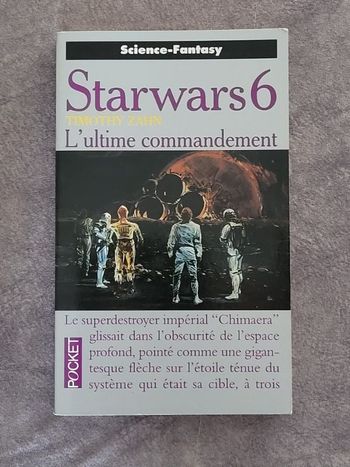 Science-Fantasy
Starwars 6
TIMOTHY ZAHN
L'ultime commandement
Le superdestroyer impérial "Chimaera"
glissait dans l'obscurité de l'espace
profond, pointé comme une gigan-
tesque flèche sur l'étoile ténue du
système qui était sa cible, à trois
POCKET